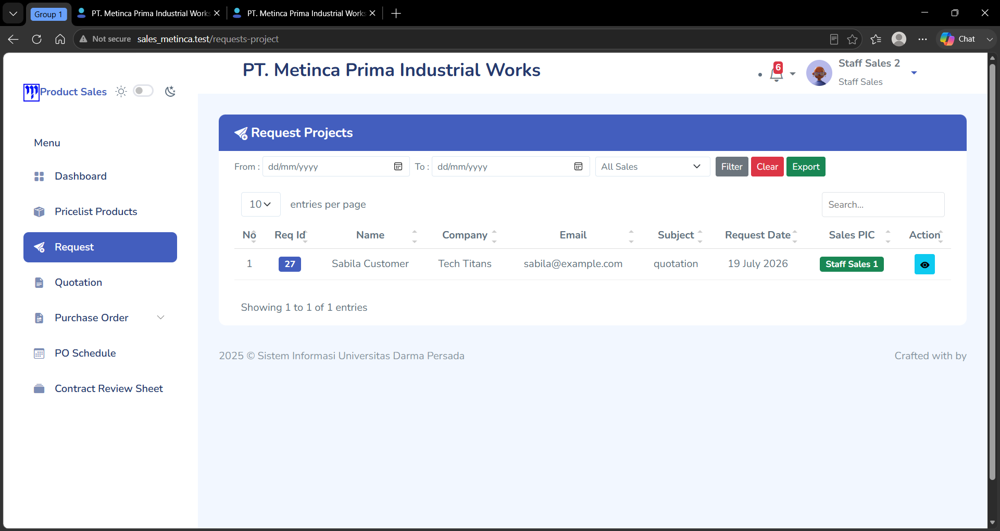 Group 1
PT. Metinca Prima Industrial Works
PT. Metinca Prima Industrial Works
Not secure sales_metinca.test/requests-project
Chat
PT. Metinca Prima Industrial Works
6
Staff Sales 2
Staff Sales
Product Sales
Menu
Dashboard
Pricelist Products
Request
Quotation
Purchase Order
PO Schedule
Contract Review Sheet
Request Projects
From : dd/mm/yyyy To : dd/mm/yyyy All Sales Filter Clear Export
10 entries per page Search...
No Req Id Name Company Email Subject Request Date Sales PIC Action
1 27 Sabila Customer Tech Titans sabila@example.com quotation 19 July 2026 Staff Sales 1
Showing 1 to 1 of 1 entries
2025 © Sistem Informasi Universitas Darma Persada Crafted with by